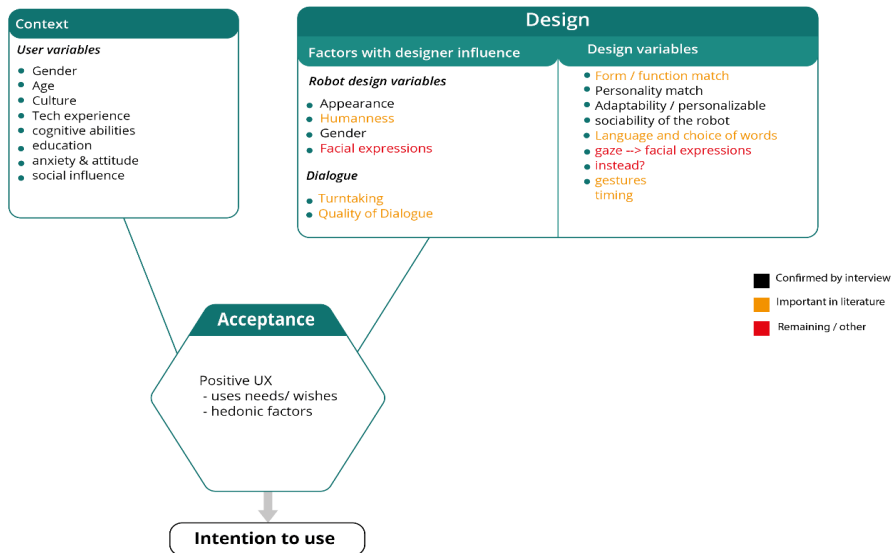 Context
User variables
Gender
Age
Culture
Tech experience
cognitive abilities
education
anxiety & attitude
social influence
Design
Factors with designer influence
Robot design variables
Appearance
Humanness
Gender
Facial expressions
Dialogue
Turntaking
Quality of Dialogue
Design variables
Form / function match
Personality match
Adaptability / personalizable
sociability of the robot
Language and choice of words
gaze --> facial expressions
instead?
gestures
timing
Confirmed by interview
Important in literature
Remaining / other
Acceptance
Positive UX
- uses needs/ wishes
- hedonic factors
Intention to use